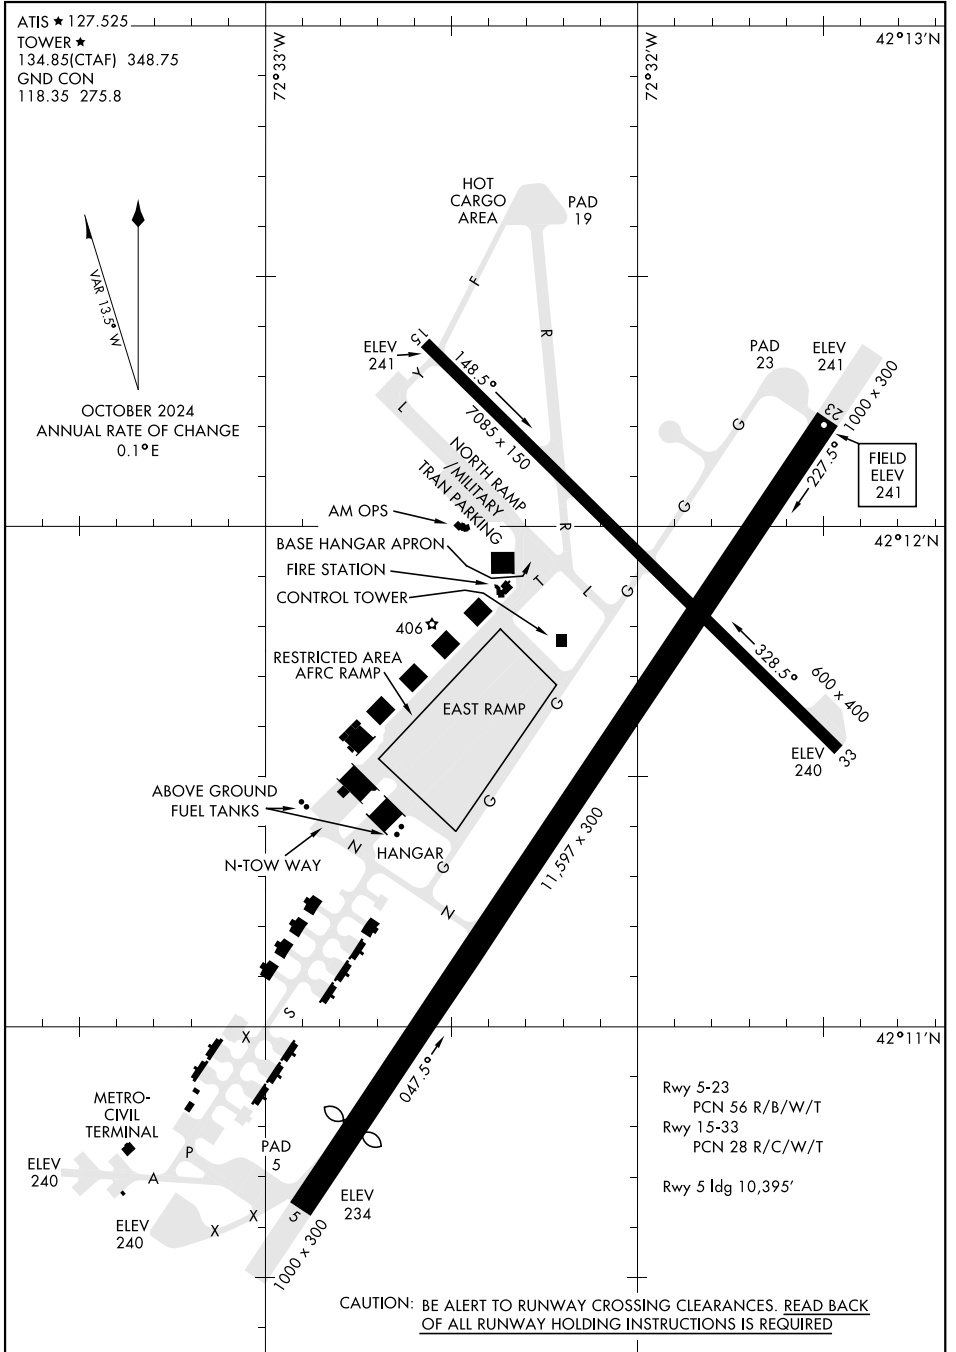 ATIS ★ 127.525
TOWER ★
134.85(CTAF) 348.75
GND CON
118.35 275.8
72°33'W
72°32'W
42°13'N
VAR 13.5° W
OCTOBER 2024
ANNUAL RATE OF CHANGE
0.1°E
HOT
CARGO
AREA
PAD
19
F
R
15
ELEV
241
Y
L
148.5°
7085 x 150
PAD
23
ELEV
241
G
23
1000 x 300
227.5°
FIELD
ELEV
241
NORTH RAMP
/MILITARY
TRAN PARKING
G
AM OPS
R
42°12'N
BASE HANGAR APRON
FIRE STATION
T
L
G
CONTROL TOWER
406
RESTRICTED AREA
AFRC RAMP
328.5°
600 x 400
EAST RAMP
G
ELEV
240
33
ABOVE GROUND
FUEL TANKS
G
N
HANGAR
N-TOW WAY
G
11,597 x 300
N
S
X
42°11'N
047.5°
METRO-
CIVIL
TERMINAL
Rwy 5-23
PCN 56 R/B/W/T
Rwy 15-33
PCN 28 R/C/W/T
Rwy 5 ldg 10,395'
P
PAD
5
ELEV
240
A
ELEV
234
5
X
X
ELEV
240
1000 x 300
CAUTION: BE ALERT TO RUNWAY CROSSING CLEARANCES. READ BACK
OF ALL RUNWAY HOLDING INSTRUCTIONS IS REQUIRED